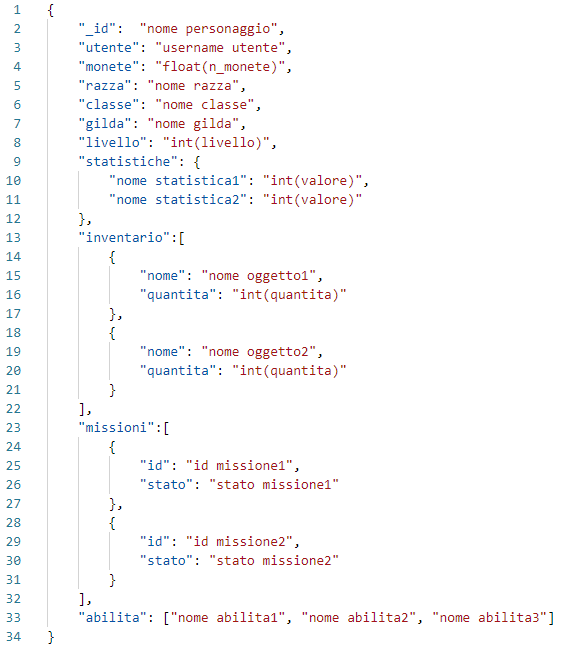 1 {
2     "_id":  "nome personaggio",
3     "utente": "username utente",
4     "monete": "float(n_monete)",
5     "razza": "nome razza",
6     "classe": "nome classe",
7     "gilda": "nome gilda",
8     "livello": "int(livello)",
9     "statistiche": {
10         "nome statistica1": "int(valore)",
11         "nome statistica2": "int(valore)"
12     },
13     "inventario":[
14         {
15             "nome": "nome oggetto1",
16             "quantita": "int(quantita)"
17         },
18         {
19             "nome": "nome oggetto2",
20             "quantita": "int(quantita)"
21         }
22     ],
23     "missioni":[
24         {
25             "id": "id missione1",
26             "stato": "stato missione1"
27         },
28         {
29             "id": "id missione2",
30             "stato": "stato missione2"
31         }
32     ],
33     "abilita": ["nome abilita1", "nome abilita2", "nome abilita3"]
34 }